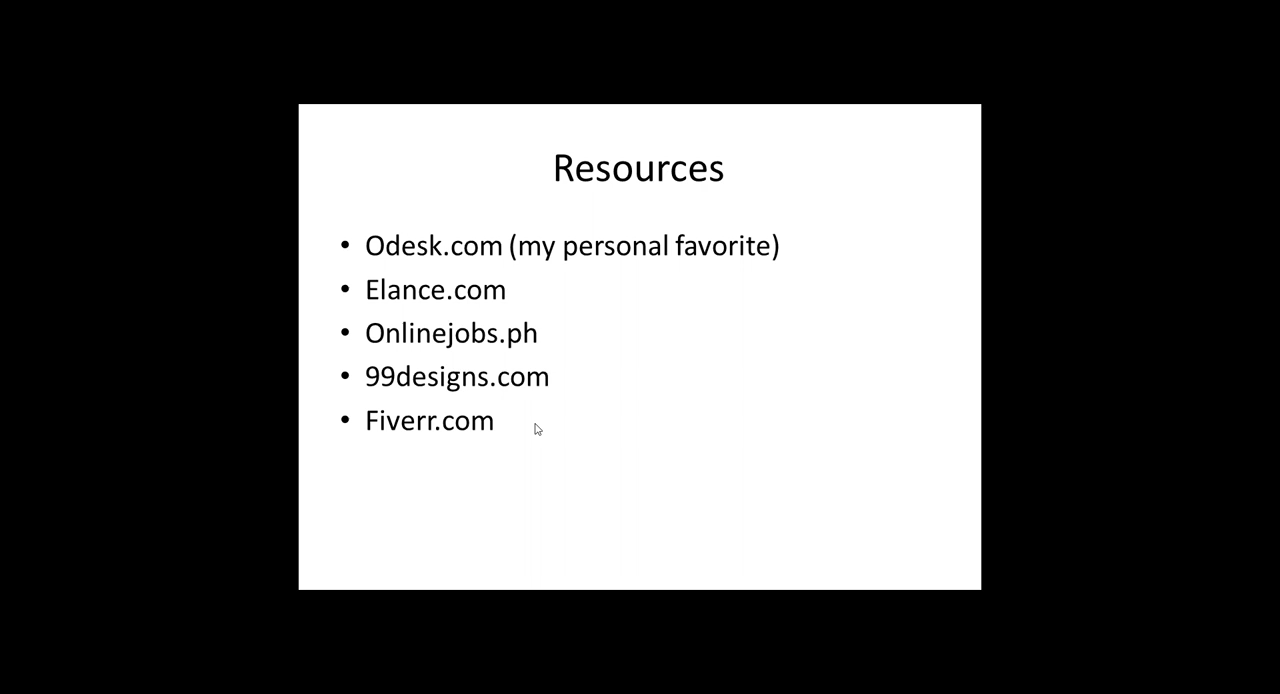 Resources
• Odesk.com (my personal favorite)
• Elance.com
• Onlinejobs.ph
• 99designs.com
• Fiverr.com